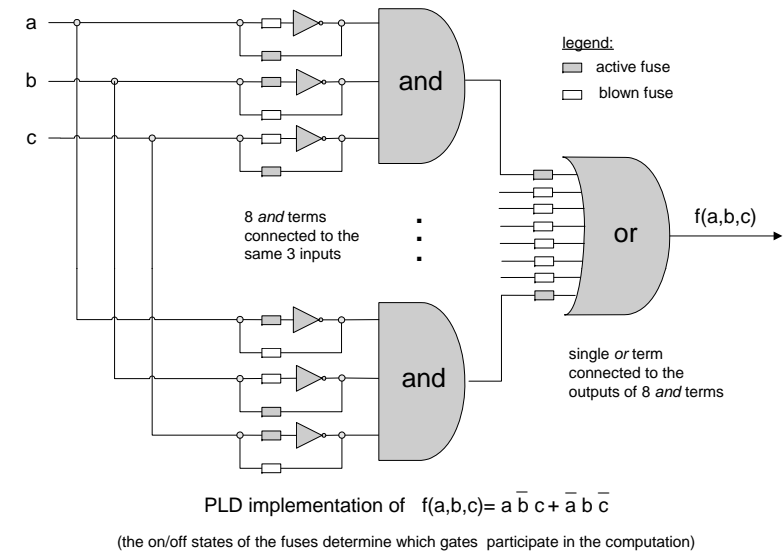 a
b
c
and
legend:
active fuse
blown fuse
8 and terms
connected to the
same 3 inputs
or
f(a,b,c)
and
single or term
connected to the
outputs of 8 and terms
PLD implementation of f(a,b,c)= a b̅ c + a̅ b c̅
(the on/off states of the fuses determine which gates participate in the computation)